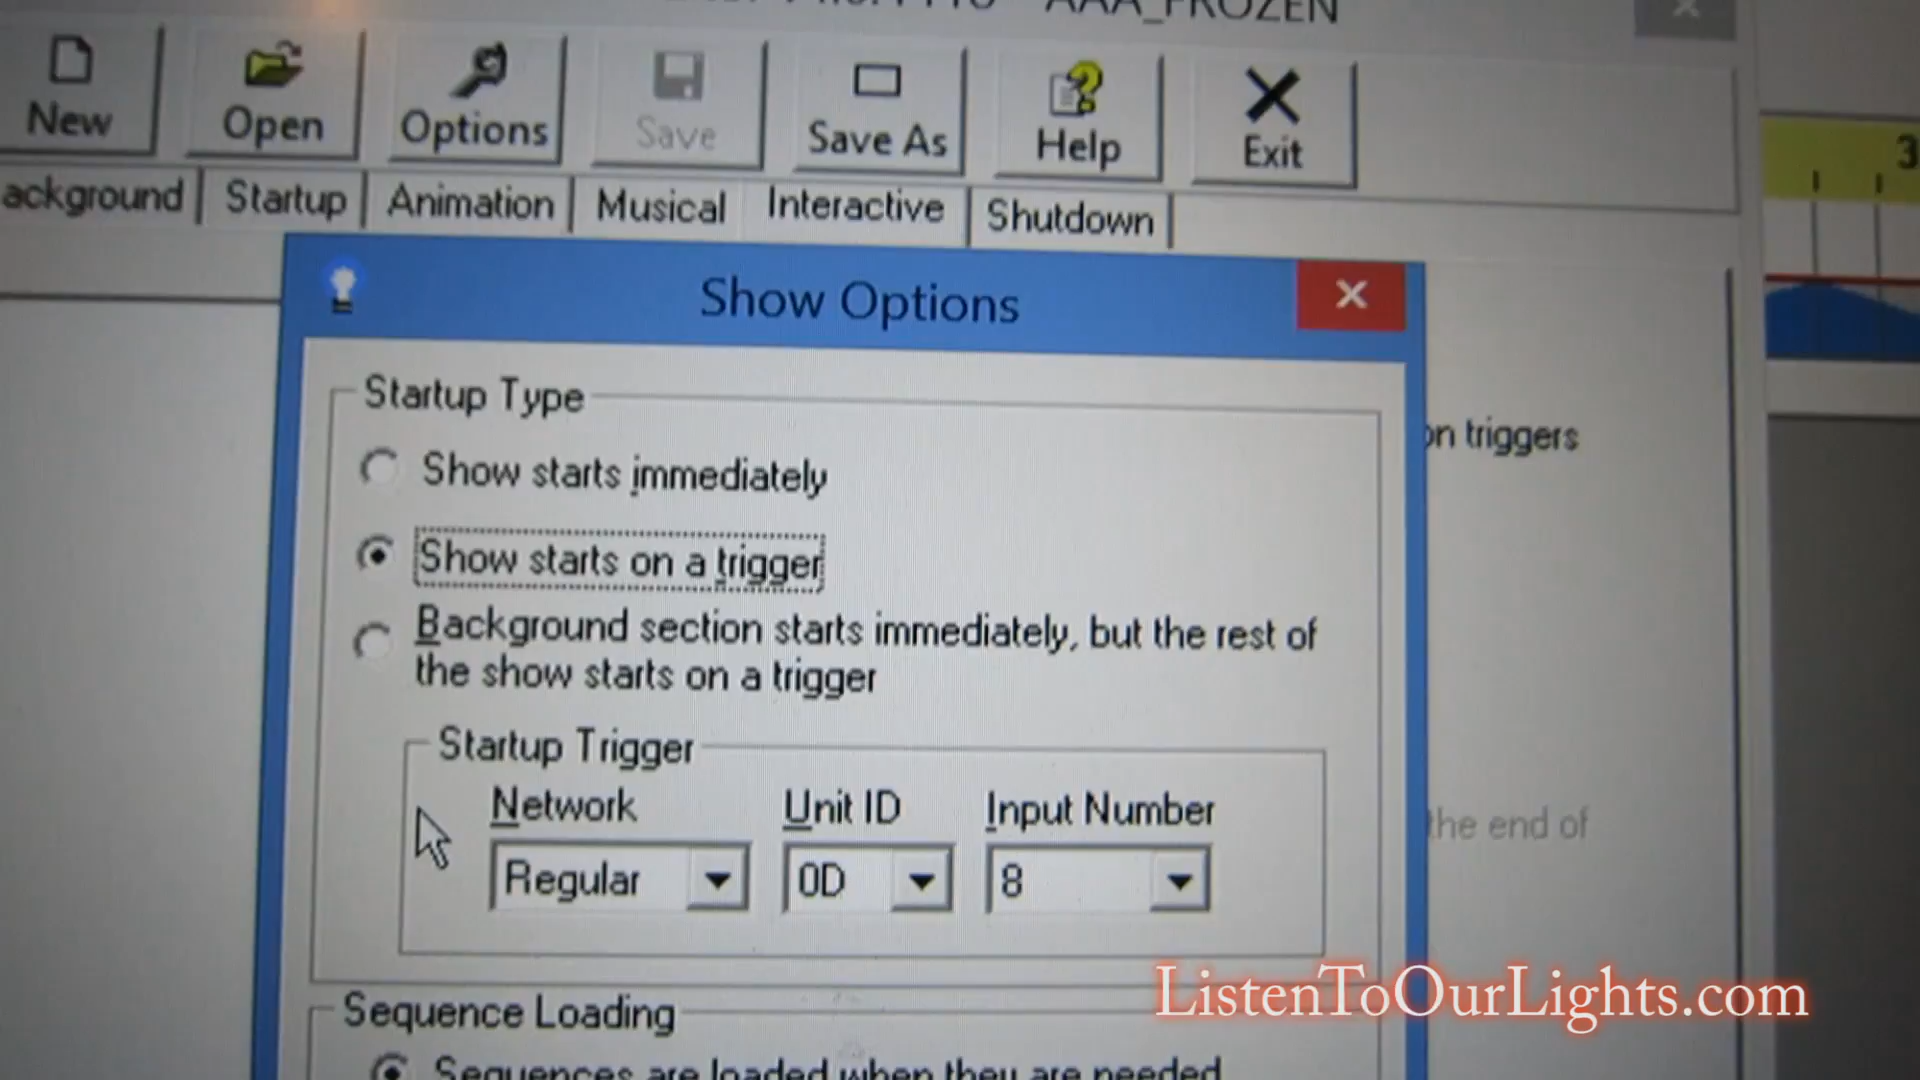 AAA_FROZEN
New
Open
Options
Save
Save As
Help
Exit
3
ackground
Startup
Animation
Musical
Interactive
Shutdown
Show Options
Startup Type
Show starts immediately
on triggers
Show starts on a trigger
Background section starts immediately, but the rest of
the show starts on a trigger
Startup Trigger
Network
Unit ID
Input Number
the end of
Regular
0D
8
ListenToOurLights.com
Sequence Loading
Sequences are loaded when they are needed